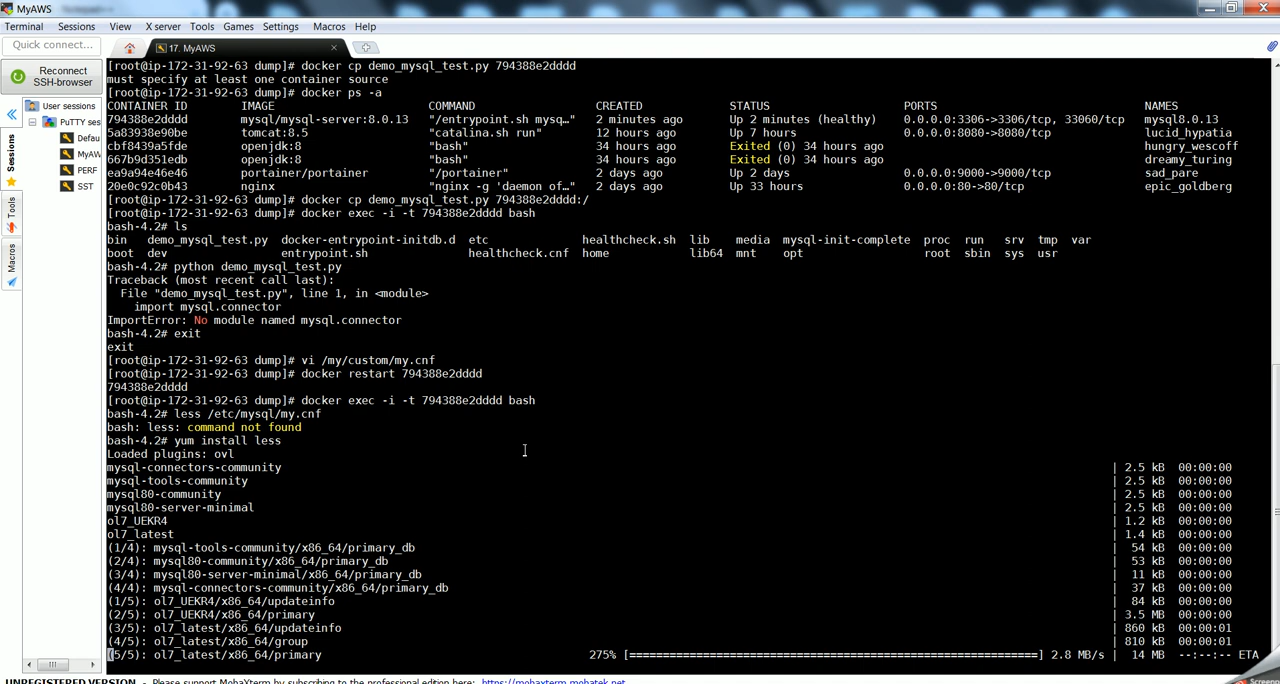 MyAWS
Terminal Sessions View X server Tools Games Settings Macros Help
Quick connect...
17. MyAWS
Reconnect
SSH-browser
User sessions
PuTTY ses
Defau
MyAW
PERF
SST
Sessions
Tools
Macros
[root@ip-172-31-92-63 dump]# docker cp demo_mysql_test.py 794388e2dddd
must specify at least one container source
[root@ip-172-31-92-63 dump]# docker ps -a
CONTAINER ID IMAGE COMMAND CREATED STATUS PORTS NAMES
794388e2dddd mysql/mysql-server:8.0.13 "/entrypoint.sh mysq…" 2 minutes ago Up 2 minutes (healthy) 0.0.0.0:3306->3306/tcp, 33060/tcp mysql8.0.13
5a83938e90be tomcat:8.5 "catalina.sh run" 12 hours ago Up 7 hours 0.0.0.0:8080->8080/tcp lucid_hypatia
cbf8439a5fde openjdk:8 "bash" 34 hours ago Exited (0) 34 hours ago hungry_wescoff
667b9d351edb openjdk:8 "bash" 34 hours ago Exited (0) 34 hours ago dreamy_turing
ea9a94e46e46 portainer/portainer "/portainer" 2 days ago Up 2 days 0.0.0.0:9000->9000/tcp sad_pare
20e0c92c0b43 nginx "nginx -g 'daemon of…" 2 days ago Up 33 hours 0.0.0.0:80->80/tcp epic_goldberg
[root@ip-172-31-92-63 dump]# docker cp demo_mysql_test.py 794388e2dddd:/
[root@ip-172-31-92-63 dump]# docker exec -i -t 794388e2dddd bash
bash-4.2# ls
bin demo_mysql_test.py docker-entrypoint-initdb.d etc healthcheck.sh lib media mysql-init-complete proc run srv tmp var
boot dev entrypoint.sh healthcheck.cnf home lib64 mnt opt root sbin sys usr
bash-4.2# python demo_mysql_test.py
Traceback (most recent call last):
File "demo_mysql_test.py", line 1, in <module>
import mysql.connector
ImportError: No module named mysql.connector
bash-4.2# exit
exit
[root@ip-172-31-92-63 dump]# vi /my/custom/my.cnf
[root@ip-172-31-92-63 dump]# docker restart 794388e2dddd
794388e2dddd
[root@ip-172-31-92-63 dump]# docker exec -i -t 794388e2dddd bash
bash-4.2# less /etc/mysql/my.cnf
bash: less: command not found
bash-4.2# yum install less
Loaded plugins: ovl
mysql-connectors-community | 2.5 kB 00:00:00
mysql-tools-community | 2.5 kB 00:00:00
mysql80-community | 2.5 kB 00:00:00
mysql80-server-minimal | 2.5 kB 00:00:00
ol7_UEKR4 | 1.2 kB 00:00:00
ol7_latest | 1.4 kB 00:00:00
(1/4): mysql-tools-community/x86_64/primary_db | 54 kB 00:00:00
(2/4): mysql80-community/x86_64/primary_db | 53 kB 00:00:00
(3/4): mysql80-server-minimal/x86_64/primary_db | 11 kB 00:00:00
(4/4): mysql-connectors-community/x86_64/primary_db | 37 kB 00:00:00
(1/5): ol7_UEKR4/x86_64/updateinfo | 84 kB 00:00:00
(2/5): ol7_UEKR4/x86_64/primary | 3.5 MB 00:00:00
(3/5): ol7_latest/x86_64/updateinfo | 860 kB 00:00:01
(4/5): ol7_latest/x86_64/group | 810 kB 00:00:01
(5/5): ol7_latest/x86_64/primary 275% [=====================================================] 2.8 MB/s | 14 MB --:--:-- ETA
UNREGISTERED VERSION - Please support MobaXterm by subscribing to the professional edition here: https://mobaxterm.mobatek.net